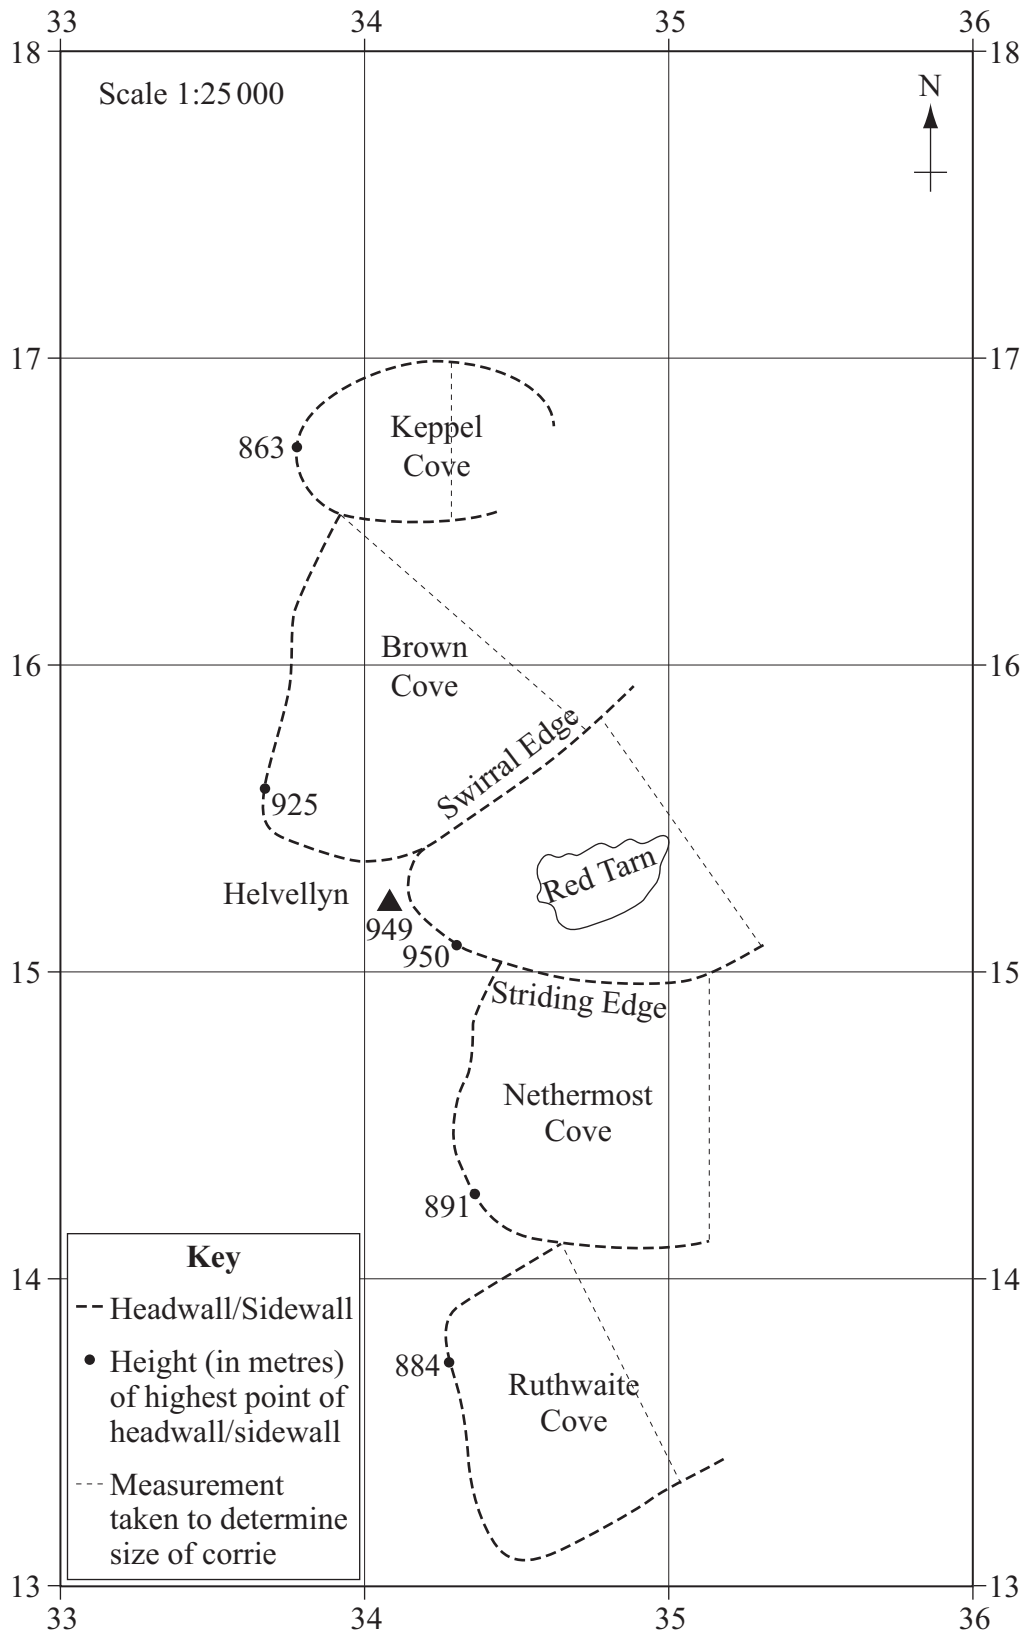 33 34 35 36
18 18
Scale 1:25 000
N
17 17
863
Keppel
Cove
16 16
Brown
Cove
Swirral Edge
925
Red Tarn
Helvellyn
949
950
15 15
Striding Edge
Nethermost
Cove
891
14 14
884
Ruthwaite
Cove
Key
Headwall/Sidewall
Height (in metres)
of highest point of
headwall/sidewall
Measurement
taken to determine
size of corrie
13 13
33 34 35 36